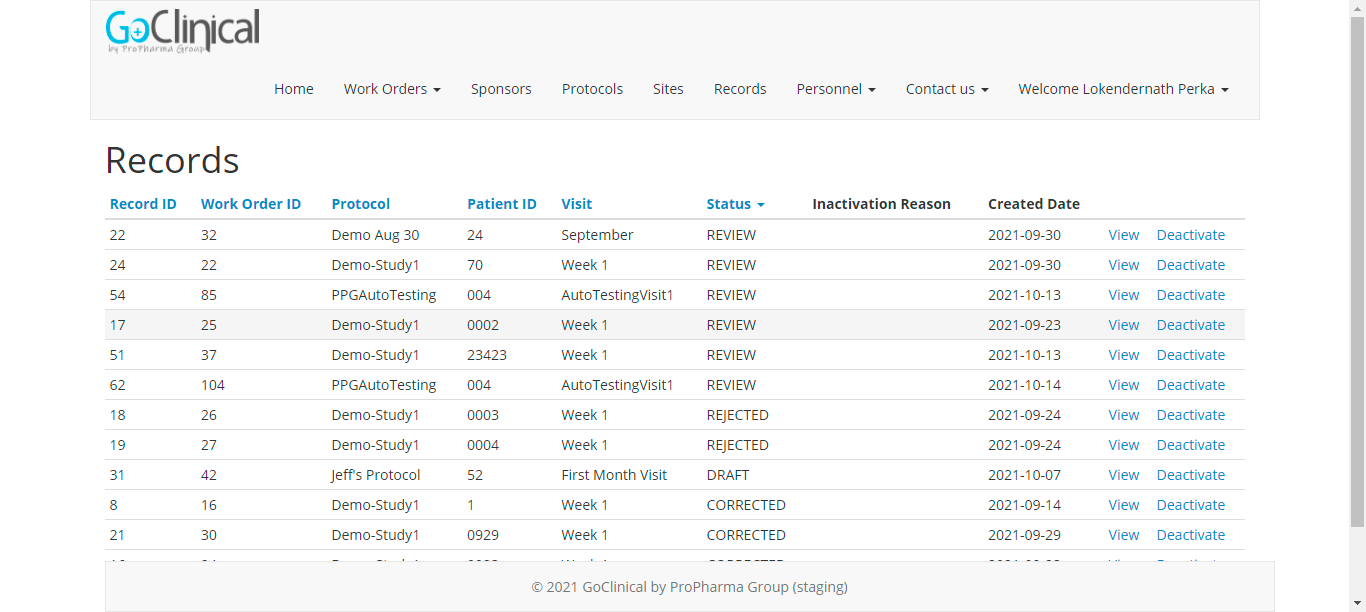 GoClinical
by ProPharma Group
Home Work Orders Sponsors Protocols Sites Records Personnel Contact us Welcome Lokendernath Perka
Records
Record ID Work Order ID Protocol Patient ID Visit Status Inactivation Reason Created Date
22 32 Demo Aug 30 24 September REVIEW 2021-09-30 View Deactivate
24 22 Demo-Study1 70 Week 1 REVIEW 2021-09-30 View Deactivate
54 85 PPGAutoTesting 004 AutoTestingVisit1 REVIEW 2021-10-13 View Deactivate
17 25 Demo-Study1 0002 Week 1 REVIEW 2021-09-23 View Deactivate
51 37 Demo-Study1 23423 Week 1 REVIEW 2021-10-13 View Deactivate
62 104 PPGAutoTesting 004 AutoTestingVisit1 REVIEW 2021-10-14 View Deactivate
18 26 Demo-Study1 0003 Week 1 REJECTED 2021-09-24 View Deactivate
19 27 Demo-Study1 0004 Week 1 REJECTED 2021-09-24 View Deactivate
31 42 Jeff's Protocol 52 First Month Visit DRAFT 2021-10-07 View Deactivate
8 16 Demo-Study1 1 Week 1 CORRECTED 2021-09-14 View Deactivate
21 30 Demo-Study1 0929 Week 1 CORRECTED 2021-09-29 View Deactivate
© 2021 GoClinical by ProPharma Group (staging)